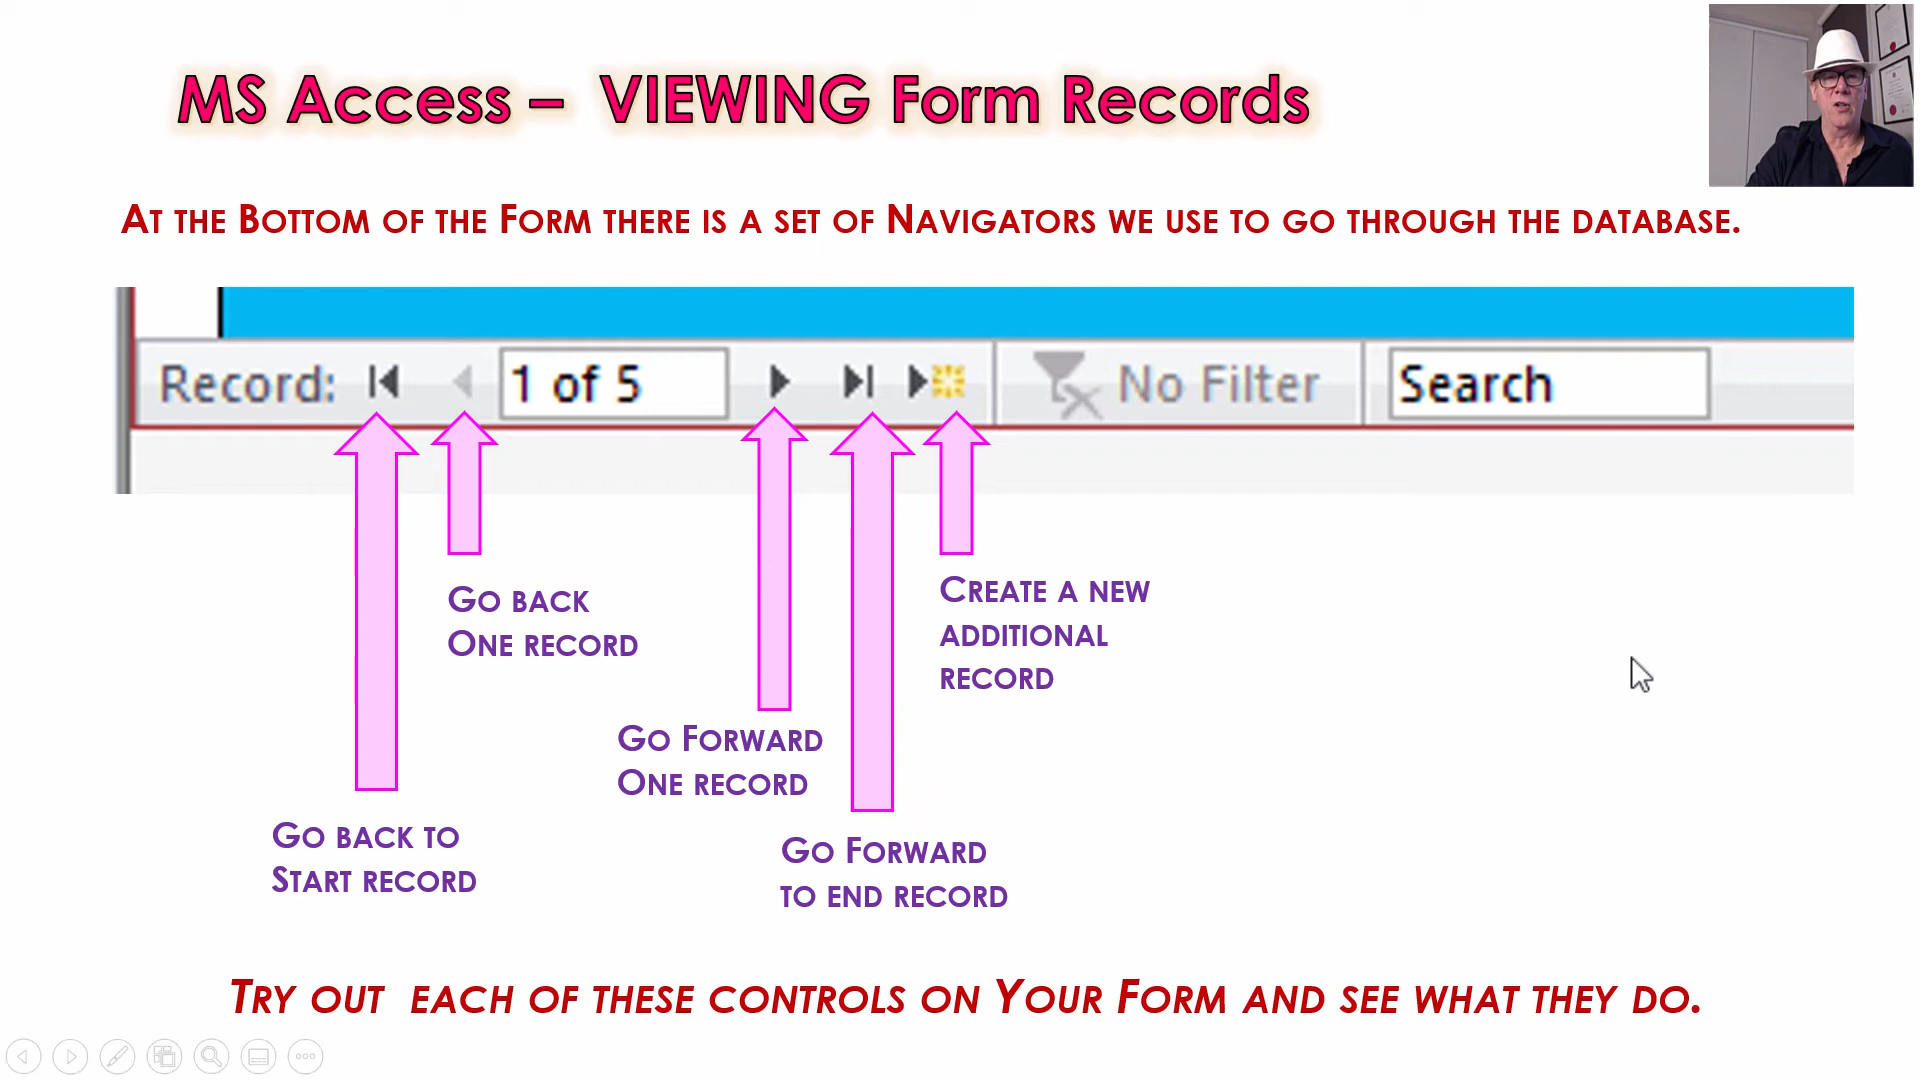 MS Access – VIEWING Form Records
At the Bottom of the Form there is a set of Navigators we use to go through the database.
Record: 1 of 5 No Filter Search
Go back
One record
Create a new
additional
record
Go Forward
One record
Go back to
Start record
Go Forward
to end record
Try out each of these controls on Your Form and see what they do.